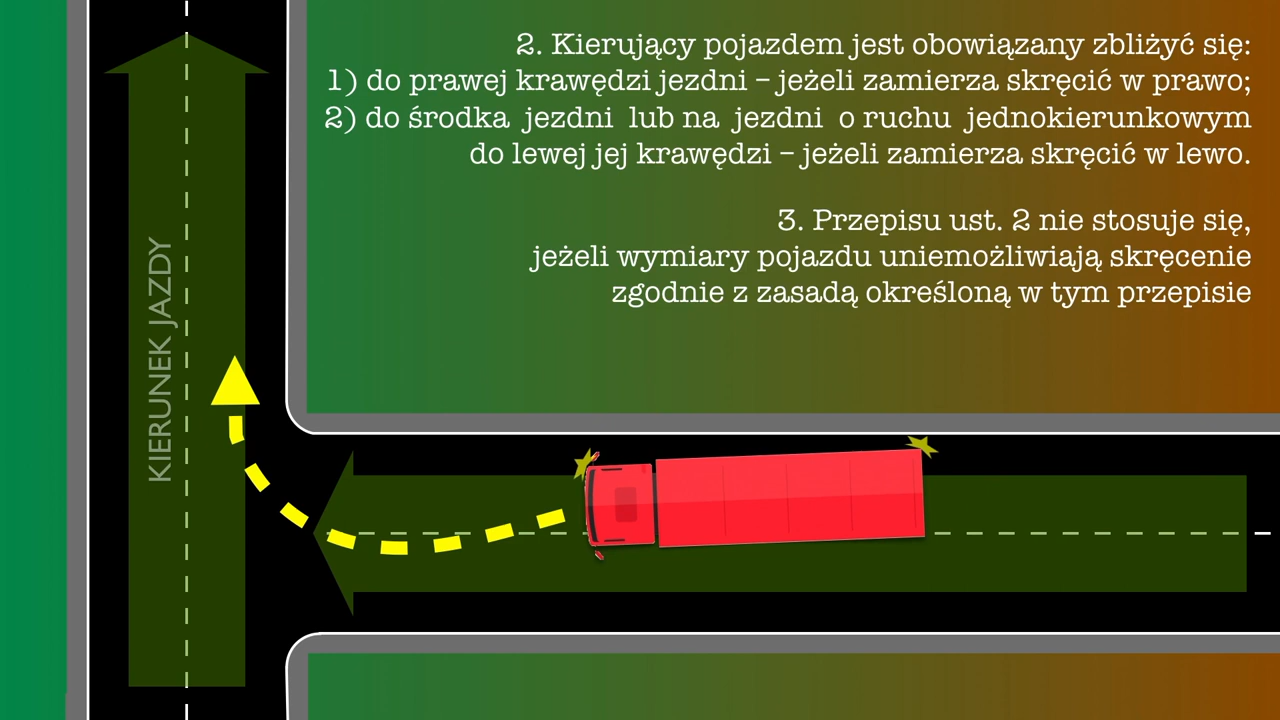 2. Kierujący pojazdem jest obowiązany zbliżyć się:
1) do prawej krawędzi jezdni – jeżeli zamierza skręcić w prawo;
2) do środka jezdni lub na jezdni o ruchu jednokierunkowym
do lewej jej krawędzi – jeżeli zamierza skręcić w lewo.
3. Przepisu ust. 2 nie stosuje się,
jeżeli wymiary pojazdu uniemożliwiają skręcenie
zgodnie z zasadą określoną w tym przepisie
KIERUNEK JAZDY